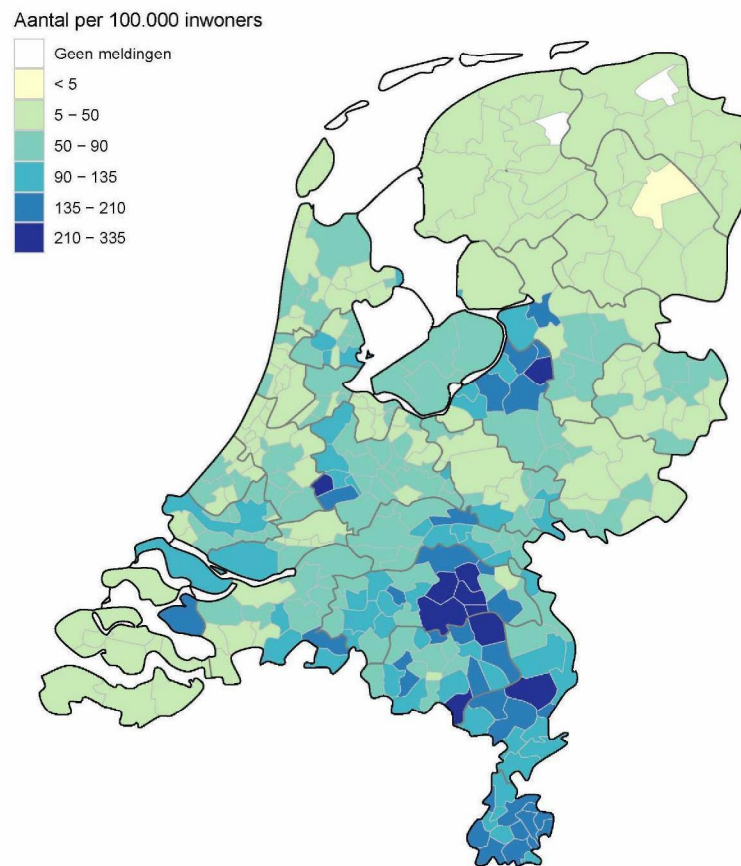 Aantal per 100.000 inwoners
Geen meldingen
< 5
5 – 50
50 – 90
90 – 135
135 – 210
210 – 335